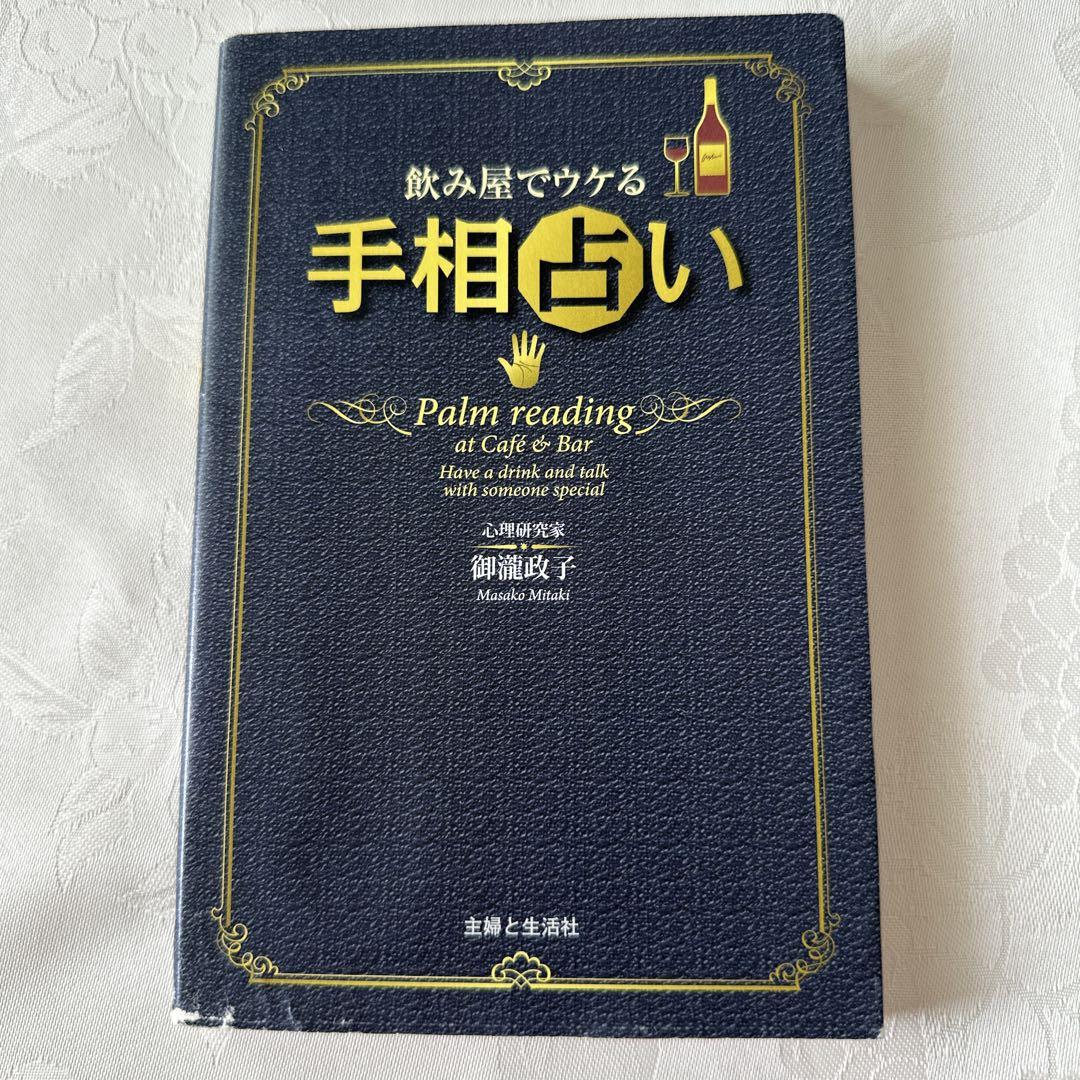 飲み屋でウケる
手相占い
Palm reading
at Café & Bar
Have a drink and talk
with someone special
心理研究家
御瀧政子
Masako Mitaki
主婦と生活社